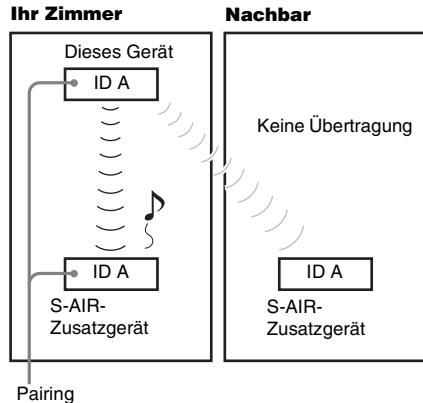 Ihr Zimmer
Nachbar
Dieses Gerät
ID A
Keine Übertragung
ID A
S-AIR-
Zusatzgerät
ID A
S-AIR-
Zusatzgerät
Pairing